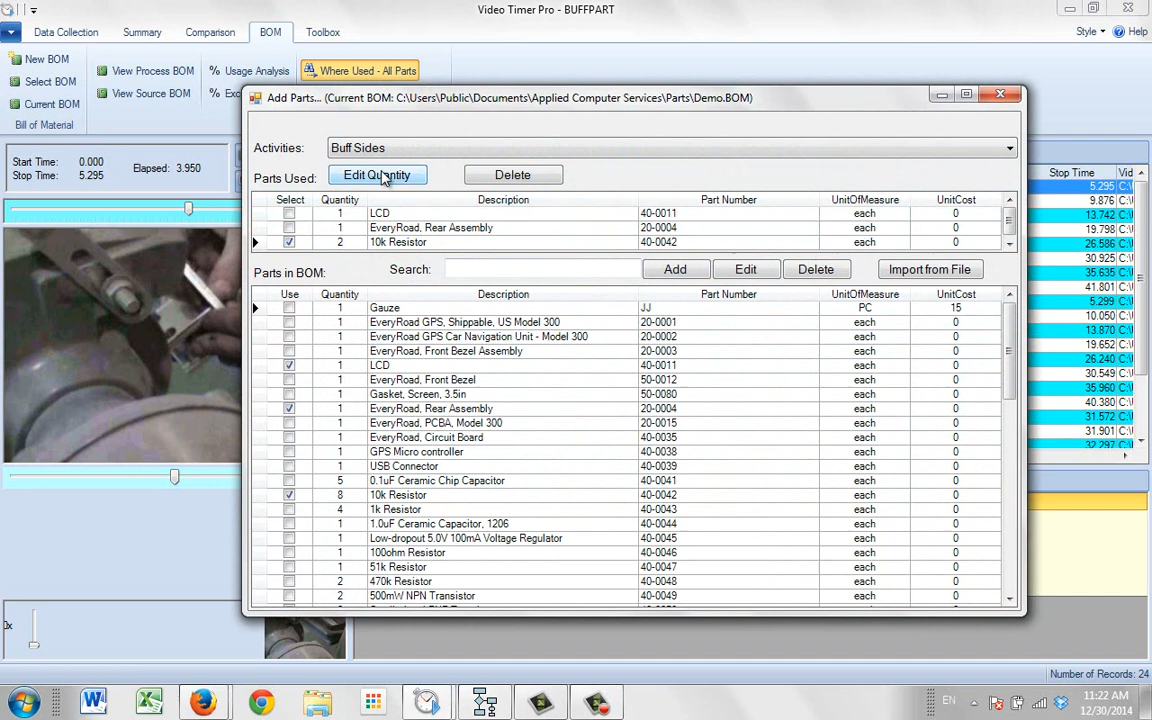 Video Timer Pro - BUFFPART
Data Collection Summary Comparison BOM Toolbox Style Help
New BOM
Select BOM
Current BOM
Bill of Material
View Process BOM
View Source BOM
% Usage Analysis
Where Used - All Parts
Add Parts... (Current BOM: C:\Users\Public\Documents\Applied Computer Services\Parts\Demo.BOM)
Start Time: 0.000
Stop Time: 5.295
Elapsed: 3.950
Activities: Buff Sides
Parts Used: Edit Quantity Delete
Select Quantity Description Part Number UnitOfMeasure UnitCost
1 LCD 40-0011 each 0
1 EveryRoad, Rear Assembly 20-0004 each 0
2 10k Resistor 40-0042 each 0
Parts in BOM: Search: Add Edit Delete Import from File
Use Quantity Description Part Number UnitOfMeasure UnitCost
1 Gauze JJ PC 15
1 EveryRoad GPS, Shippable, US Model 300 20-0001 each 0
1 EveryRoad GPS Car Navigation Unit - Model 300 20-0002 each 0
1 EveryRoad, Front Bezel Assembly 20-0003 each 0
1 LCD 40-0011 each 0
1 EveryRoad, Front Bezel 50-0012 each 0
1 Gasket, Screen, 3.5in 50-0080 each 0
1 EveryRoad, Rear Assembly 20-0004 each 0
1 EveryRoad, PCBA, Model 300 20-0015 each 0
1 EveryRoad, Circuit Board 40-0035 each 0
1 GPS Micro controller 40-0038 each 0
1 USB Connector 40-0039 each 0
5 0.1uF Ceramic Chip Capacitor 40-0041 each 0
8 10k Resistor 40-0042 each 0
4 1k Resistor 40-0043 each 0
1 1.0uF Ceramic Capacitor, 1206 40-0044 each 0
1 Low-dropout 5.0V 100mA Voltage Regulator 40-0045 each 0
1 100ohm Resistor 40-0046 each 0
1 51k Resistor 40-0047 each 0
2 470k Resistor 40-0048 each 0
2 500mW NPN Transistor 40-0049 each 0
Stop Time Vid
5.295 C:\
9.876 C:\
13.742 C:\
19.798 C:\
26.586 C:\
30.925 C:\
35.635 C:\
41.801 C:\
5.299 C:\
10.050 C:\
13.870 C:\
19.652 C:\
26.240 C:\
30.549 C:\
35.960 C:\
40.380 C:\
31.572 C:\
31.901 C:\
32.297 C:\
0x
Number of Records: 24
EN
11:22 AM
12/30/2014